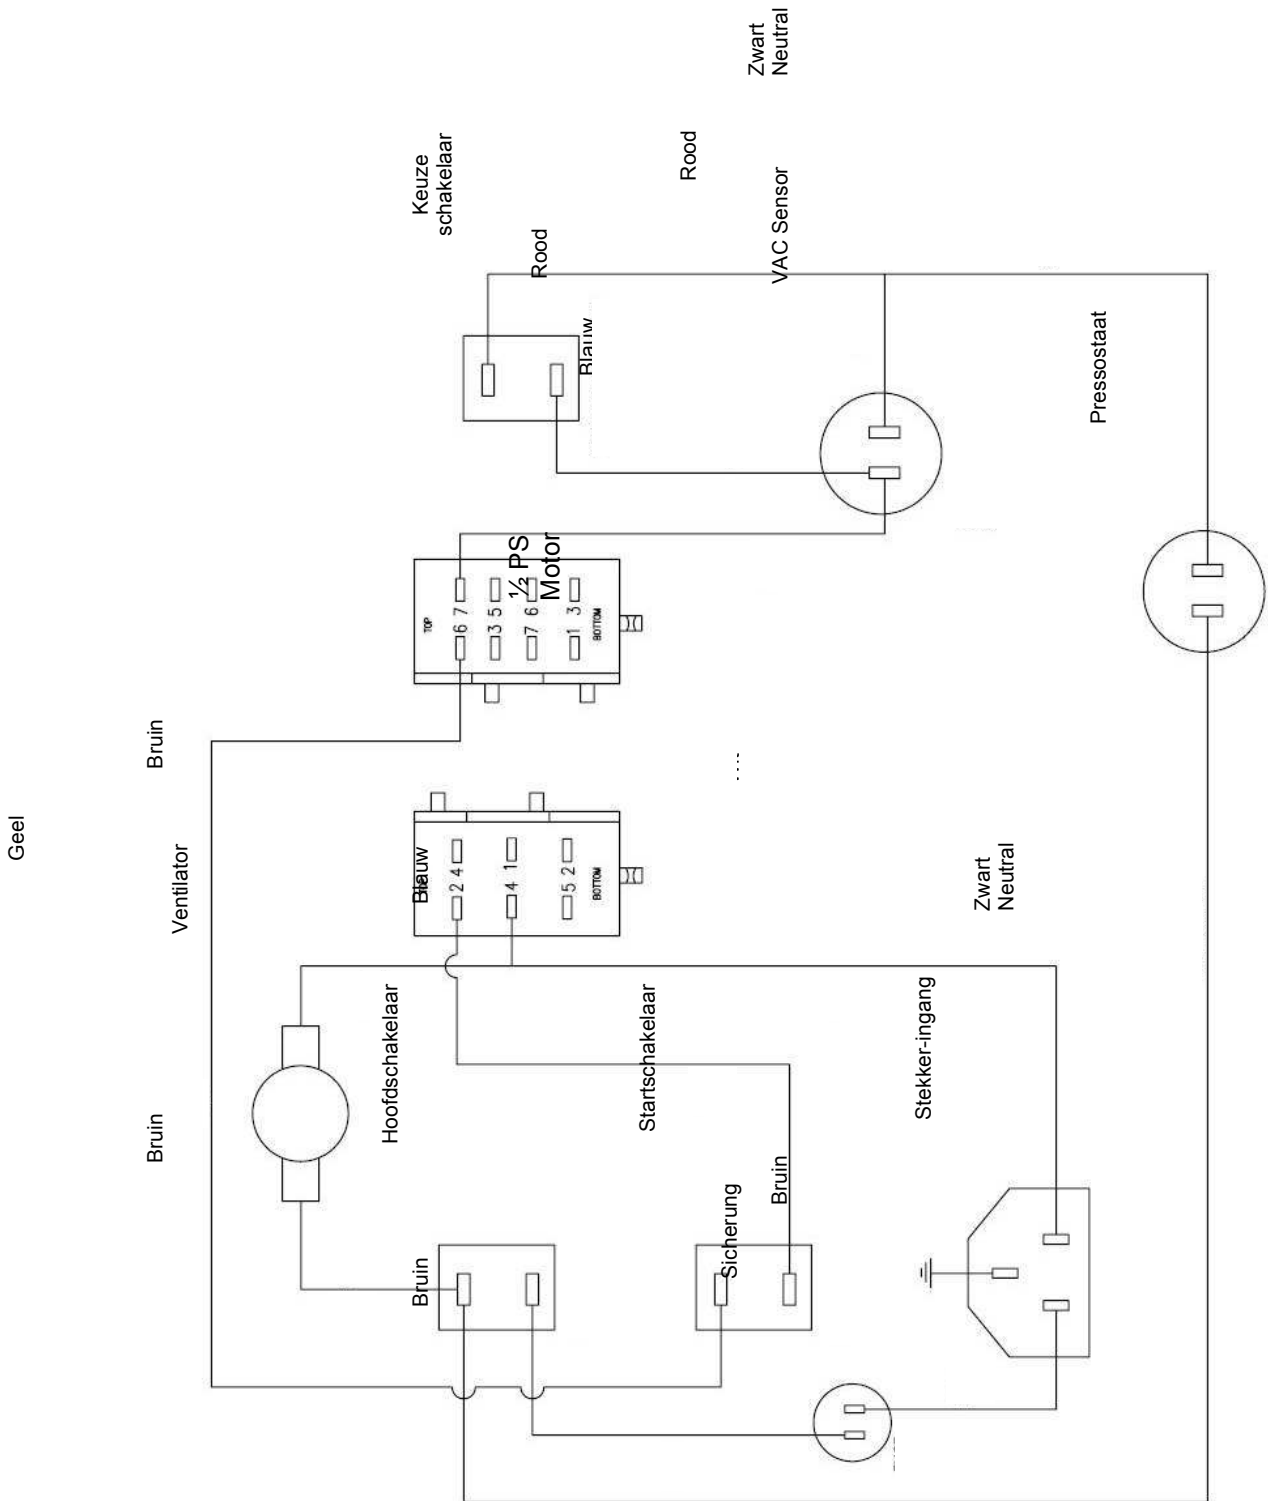 Zwart
Neutral
Rood
Keuze
schakelaar
VAC Sensor
Rood
Blauw
Pressostaat
½ PS
Motor
TOP
6 7
3 5
7 6
1 3
BOTTOM
Bruin
Geel
Ventilator
Blauw
2 4
4 1
5 2
BOTTOM
Zwart
Neutral
Hoofdschakelaar
Startschakelaar
Stekker-ingang
Bruin
Bruin
Sicherung
Bruin